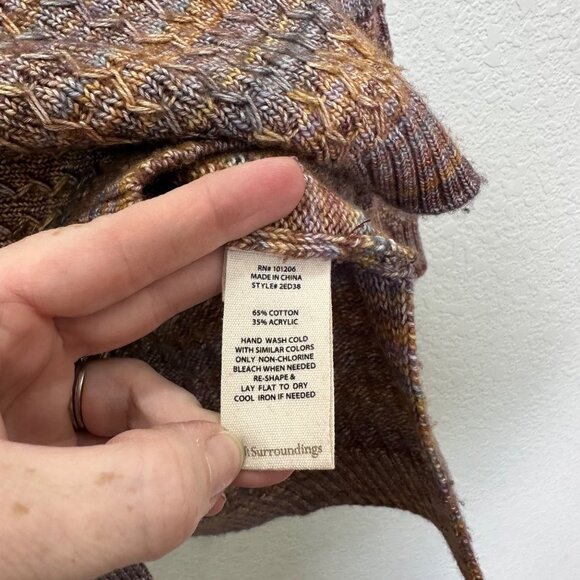 RN# 101206
MADE IN CHINA
STYLE# 2ED38
65% COTTON
35% ACRYLIC
HAND WASH COLD
WITH SIMILAR COLORS
ONLY NON-CHLORINE
BLEACH WHEN NEEDED
RE-SHAPE &
LAY FLAT TO DRY
COOL IRON IF NEEDED
Surroundings